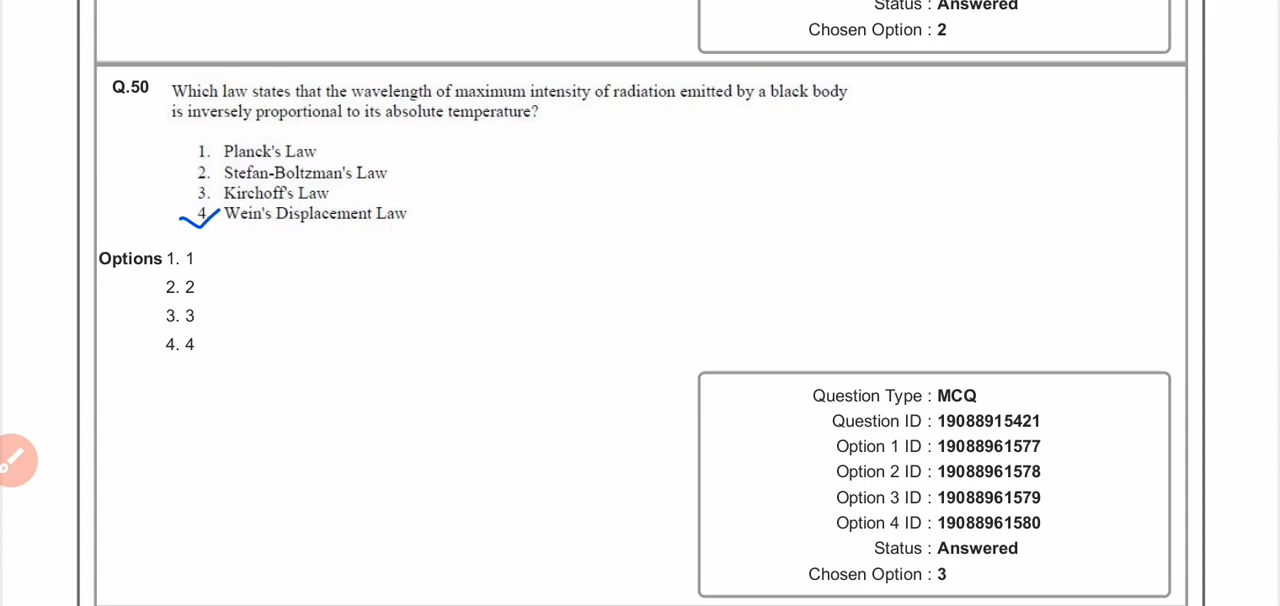 Status : Answered
Chosen Option : 2
Q.50 Which law states that the wavelength of maximum intensity of radiation emitted by a black body
is inversely proportional to its absolute temperature?
1. Planck's Law
2. Stefan-Boltzman's Law
3. Kirchoff's Law
4. Wein's Displacement Law
Options 1. 1
2. 2
3. 3
4. 4
Question Type : MCQ
Question ID : 19088915421
Option 1 ID : 19088961577
Option 2 ID : 19088961578
Option 3 ID : 19088961579
Option 4 ID : 19088961580
Status : Answered
Chosen Option : 3